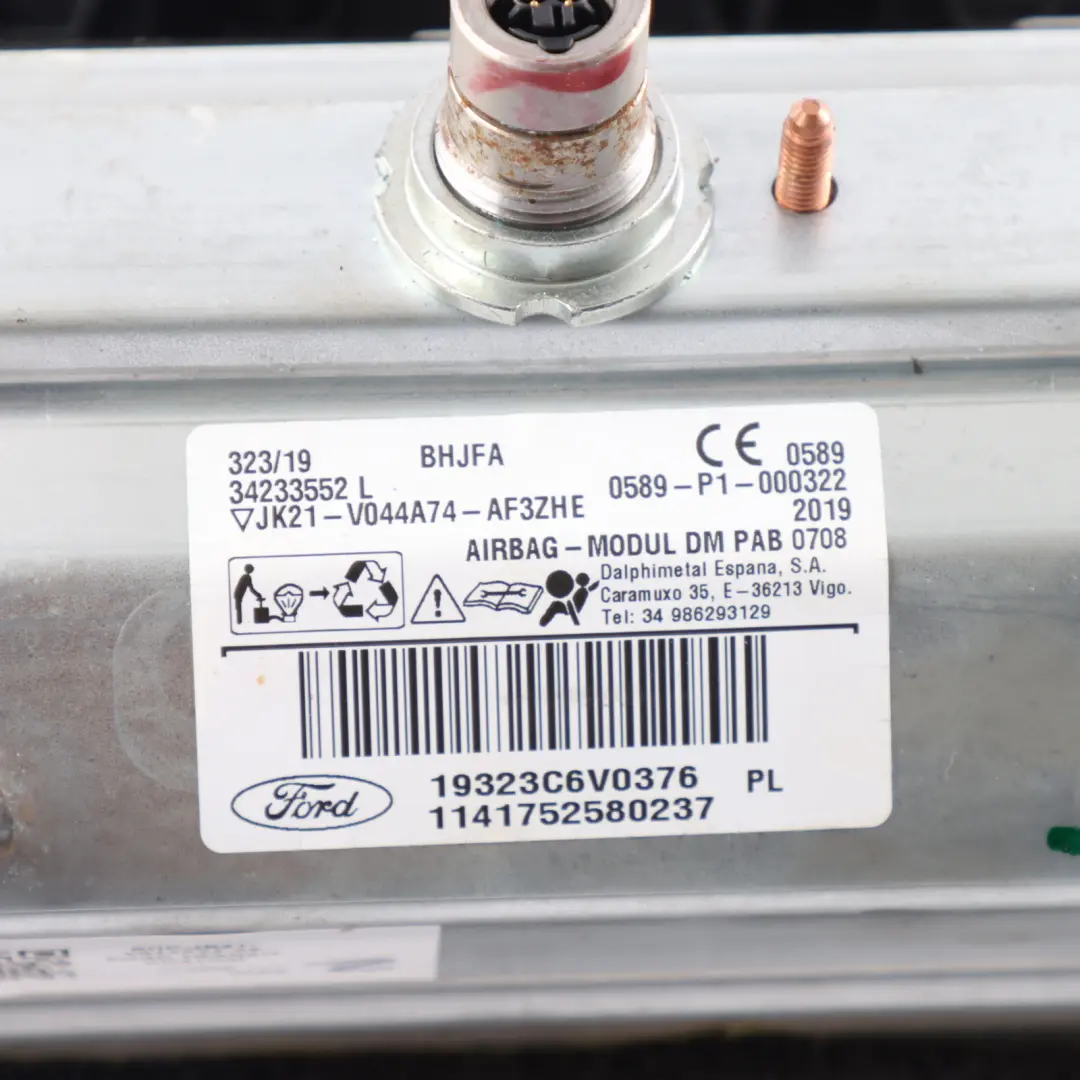 323/19 BHJFA CE 0589
34233552 L 0589-P1-000322
▽JK21-V044A74-AF3ZHE 2019
AIRBAG-MODUL DM PAB 0708
Dalphimetal Espana, S.A.
Caramuxo 35, E-36213 Vigo.
Tel: 34 986293129
19323C6V0376 PL
1141752580237
Ford